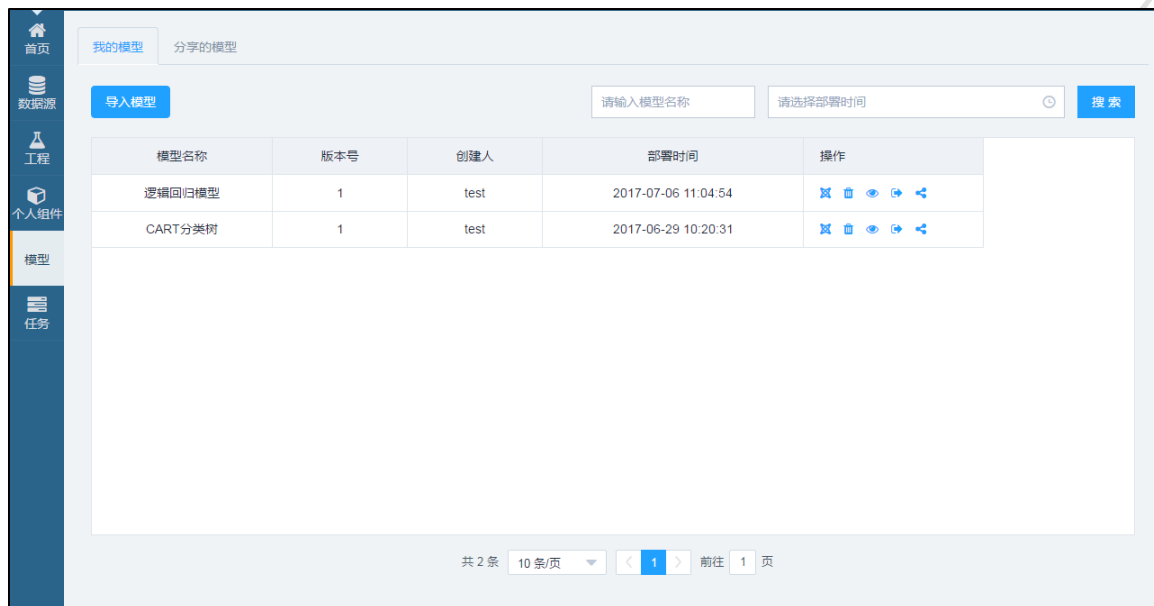 首页
数据源
工程
个人组件
模型
任务
我的模型 分享的模型
导入模型 请输入模型名称 请选择部署时间 搜索
模型名称 版本号 创建人 部署时间 操作
逻辑回归模型 1 test 2017-07-06 11:04:54
CART分类树 1 test 2017-06-29 10:20:31
共 2 条 10 条/页 1 前往 1 页